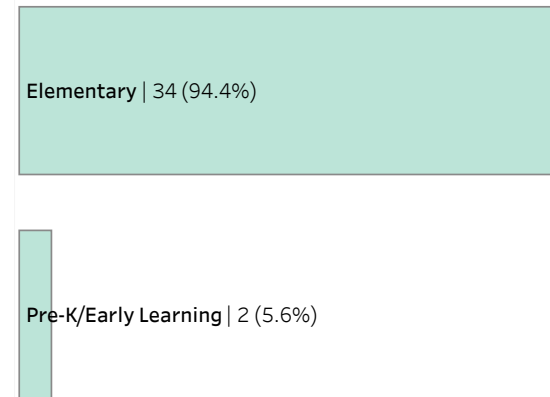 Elementary | 34 (94.4%)
Pre-K/Early Learning | 2 (5.6%)